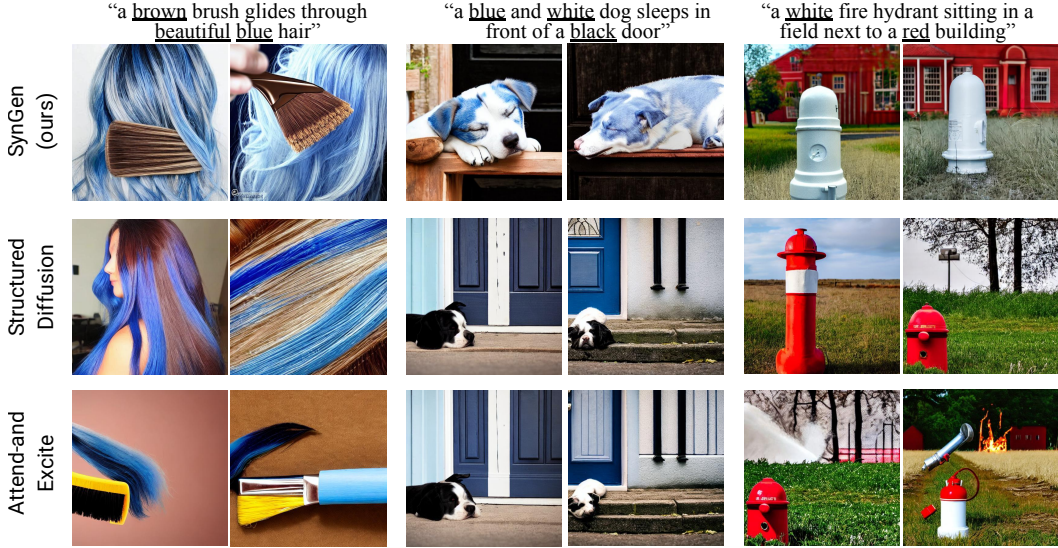 “a brown brush glides through
beautiful blue hair”
“a blue and white dog sleeps in
front of a black door”
“a white fire hydrant sitting in a
field next to a red building”
SynGen
(ours)
Structured
Diffusion
Attend-and
Excite